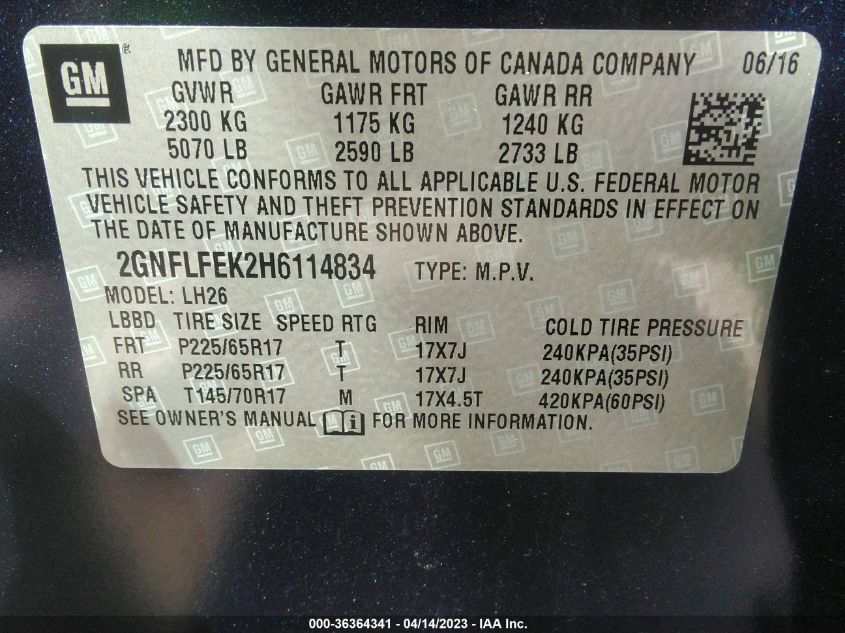 GM ® MFD BY GENERAL MOTORS OF CANADA COMPANY 06/16
GVWR GAWR FRT GAWR RR
2300 KG 1175 KG 1240 KG
5070 LB 2590 LB 2733 LB
THIS VEHICLE CONFORMS TO ALL APPLICABLE U.S. FEDERAL MOTOR
VEHICLE SAFETY AND THEFT PREVENTION STANDARDS IN EFFECT ON
THE DATE OF MANUFACTURE SHOWN ABOVE.
2GNFLFEK2H6114834 TYPE: M.P.V.
MODEL: LH26
LBBD TIRE SIZE SPEED RTG RIM COLD TIRE PRESSURE
FRT P225/65R17 T 17X7J 240KPA(35PSI)
RR P225/65R17 T 17X7J 240KPA(35PSI)
SPA T145/70R17 M 17X4.5T 420KPA(60PSI)
SEE OWNER'S MANUAL i FOR MORE INFORMATION.
000-36364341 / 04/14/2023 - IAA Inc.